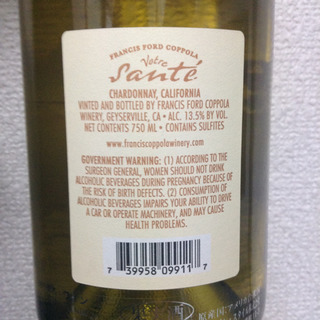 FRANCIS FORD COPPOLA
Votre
Santé
CHARDONNAY, CALIFORNIA
VINTED AND BOTTLED BY FRANCIS FORD COPPOLA
WINERY, GEYSERVILLE, CA • ALC. 13.5% BY VOL.
NET CONTENTS 750 ML • CONTAINS SULFITES
www.franciscoppolawinery.com
GOVERNMENT WARNING: (1) ACCORDING TO THE
SURGEON GENERAL, WOMEN SHOULD NOT DRINK
ALCOHOLIC BEVERAGES DURING PREGNANCY BECAUSE OF
THE RISK OF BIRTH DEFECTS. (2) CONSUMPTION OF
ALCOHOLIC BEVERAGES IMPAIRS YOUR ABILITY TO DRIVE
A CAR OR OPERATE MACHINERY, AND MAY CAUSE
HEALTH PROBLEMS.
7 39958 09911 7